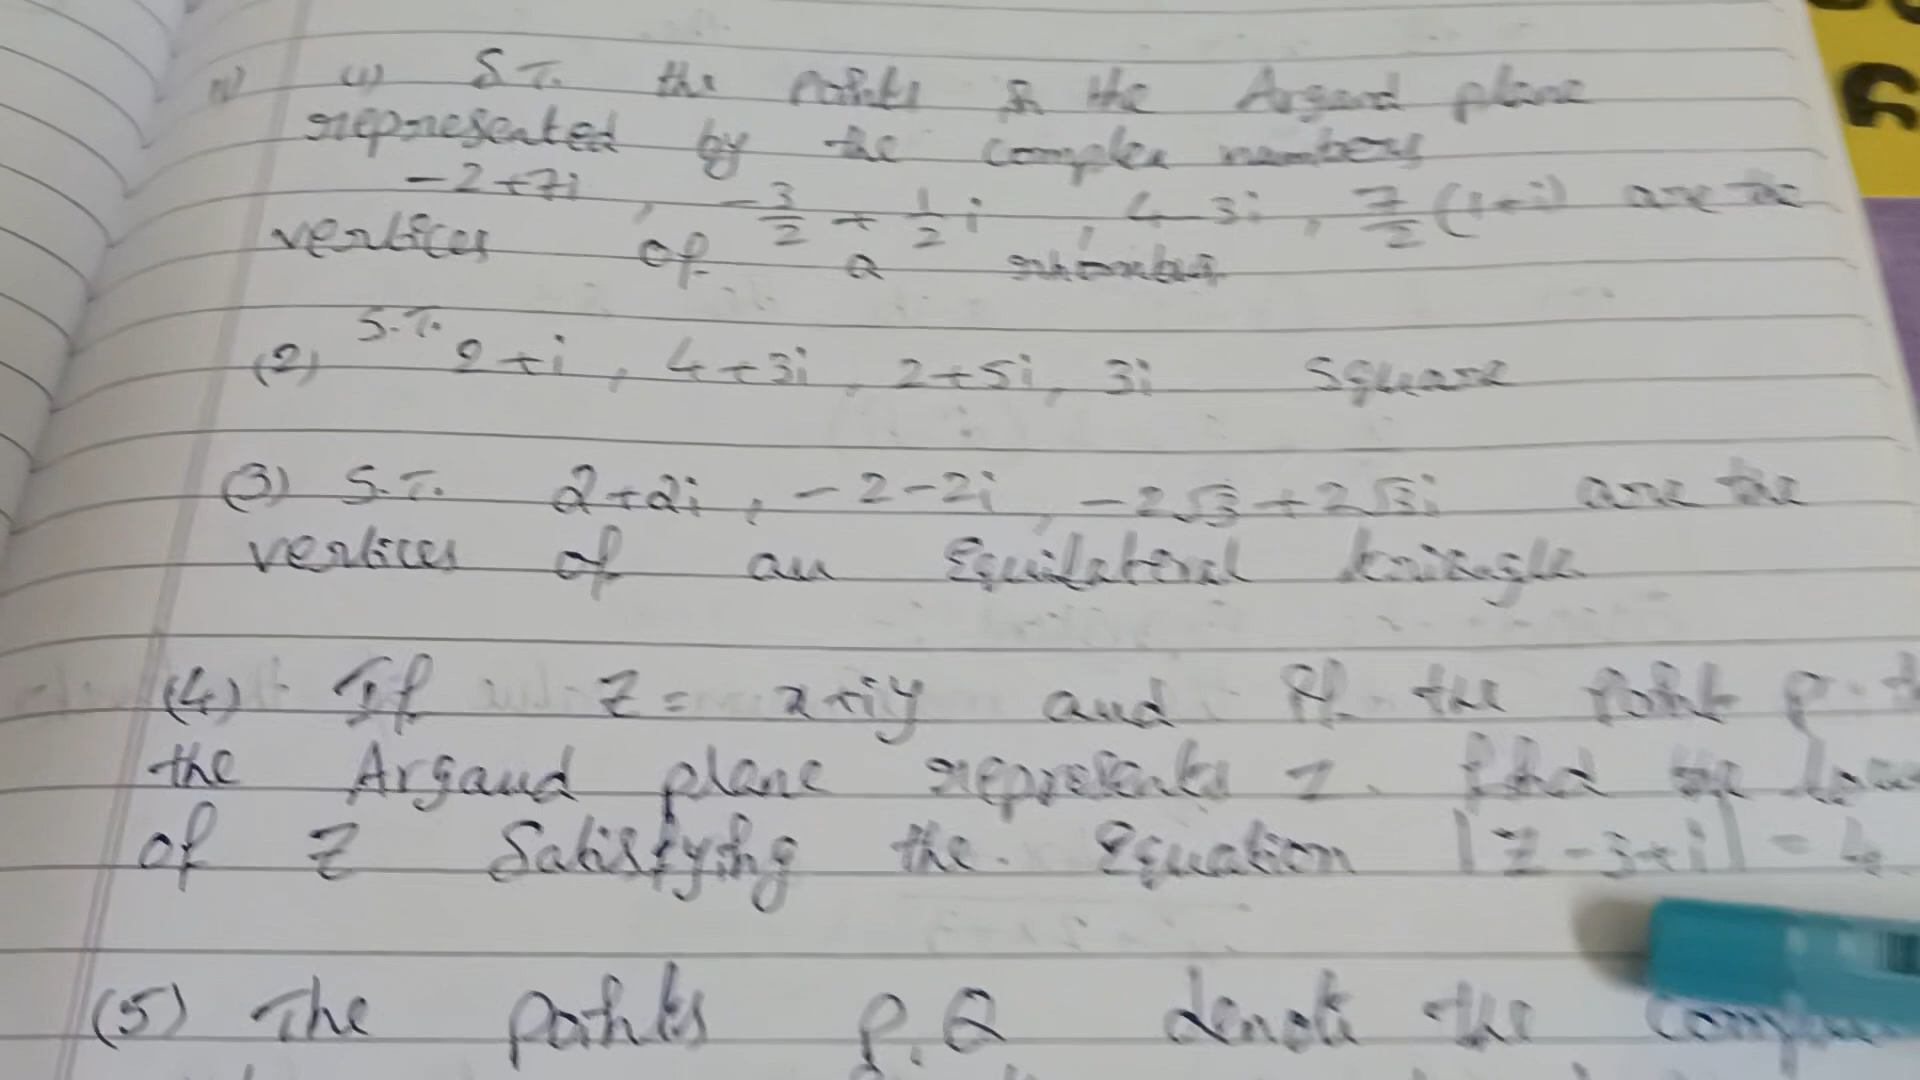 (1) S.T. the points in the Argand plane
represented by the complex numbers
-2+7i, -3/2 + 1/2 i, 4-3i, 7/2 (1+i) are the
vertices of a rhombus
(2) S.T. 2+i, 4+3i, 2+5i, 3i square
(3) S.T. 2+2i, -2-2i, -2√3+2√3i are the
vertices of an Equilateral triangle
(4) If z = x+iy and if the point P
the Argand plane represents z. find the
of z satisfying the Equation |z-3+i| = 4
(5) The points P,Q denote the